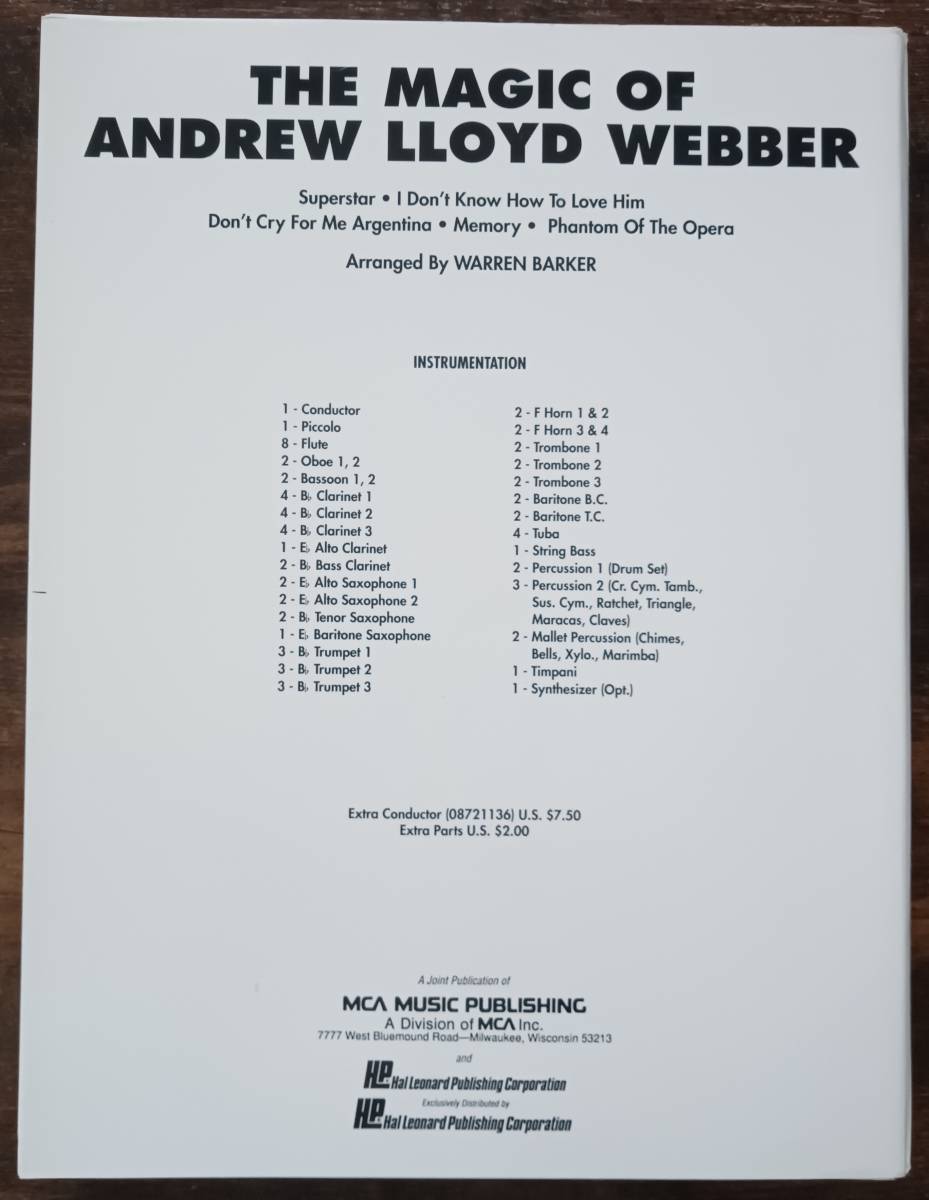 THE MAGIC OF
ANDREW LLOYD WEBBER
Superstar • I Don't Know How To Love Him
Don't Cry For Me Argentina • Memory • Phantom Of The Opera
Arranged By WARREN BARKER
INSTRUMENTATION
1 - Conductor
1 - Piccolo
8 - Flute
2 - Oboe 1, 2
2 - Bassoon 1, 2
4 - B♭ Clarinet 1
4 - B♭ Clarinet 2
4 - B♭ Clarinet 3
1 - E♭ Alto Clarinet
2 - B♭ Bass Clarinet
2 - E♭ Alto Saxophone 1
2 - E♭ Alto Saxophone 2
2 - B♭ Tenor Saxophone
1 - E♭ Baritone Saxophone
3 - B♭ Trumpet 1
3 - B♭ Trumpet 2
3 - B♭ Trumpet 3
2 - F Horn 1 & 2
2 - F Horn 3 & 4
2 - Trombone 1
2 - Trombone 2
2 - Trombone 3
2 - Baritone B.C.
2 - Baritone T.C.
4 - Tuba
1 - String Bass
2 - Percussion 1 (Drum Set)
3 - Percussion 2 (Cr. Cym. Tamb.,
Sus. Cym., Ratchet, Triangle,
Maracas, Claves)
2 - Mallet Percussion (Chimes,
Bells, Xylo., Marimba)
1 - Timpani
1 - Synthesizer (Opt.)
Extra Conductor (08721136) U.S. $7.50
Extra Parts U.S. $2.00
A Joint Publication of
MCA MUSIC PUBLISHING
A Division of MCA Inc.
7777 West Bluemound Road—Milwaukee, Wisconsin 53213
and
HP. Hal Leonard Publishing Corporation
Exclusively Distributed by
HP. Hal Leonard Publishing Corporation